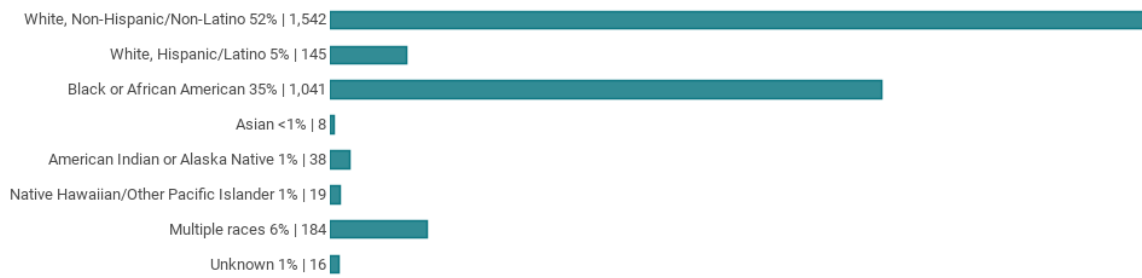 White, Non-Hispanic/Non-Latino 52% | 1,542
White, Hispanic/Latino 5% | 145
Black or African American 35% | 1,041
Asian <1% | 8
American Indian or Alaska Native 1% | 38
Native Hawaiian/Other Pacific Islander 1% | 19
Multiple races 6% | 184
Unknown 1% | 16